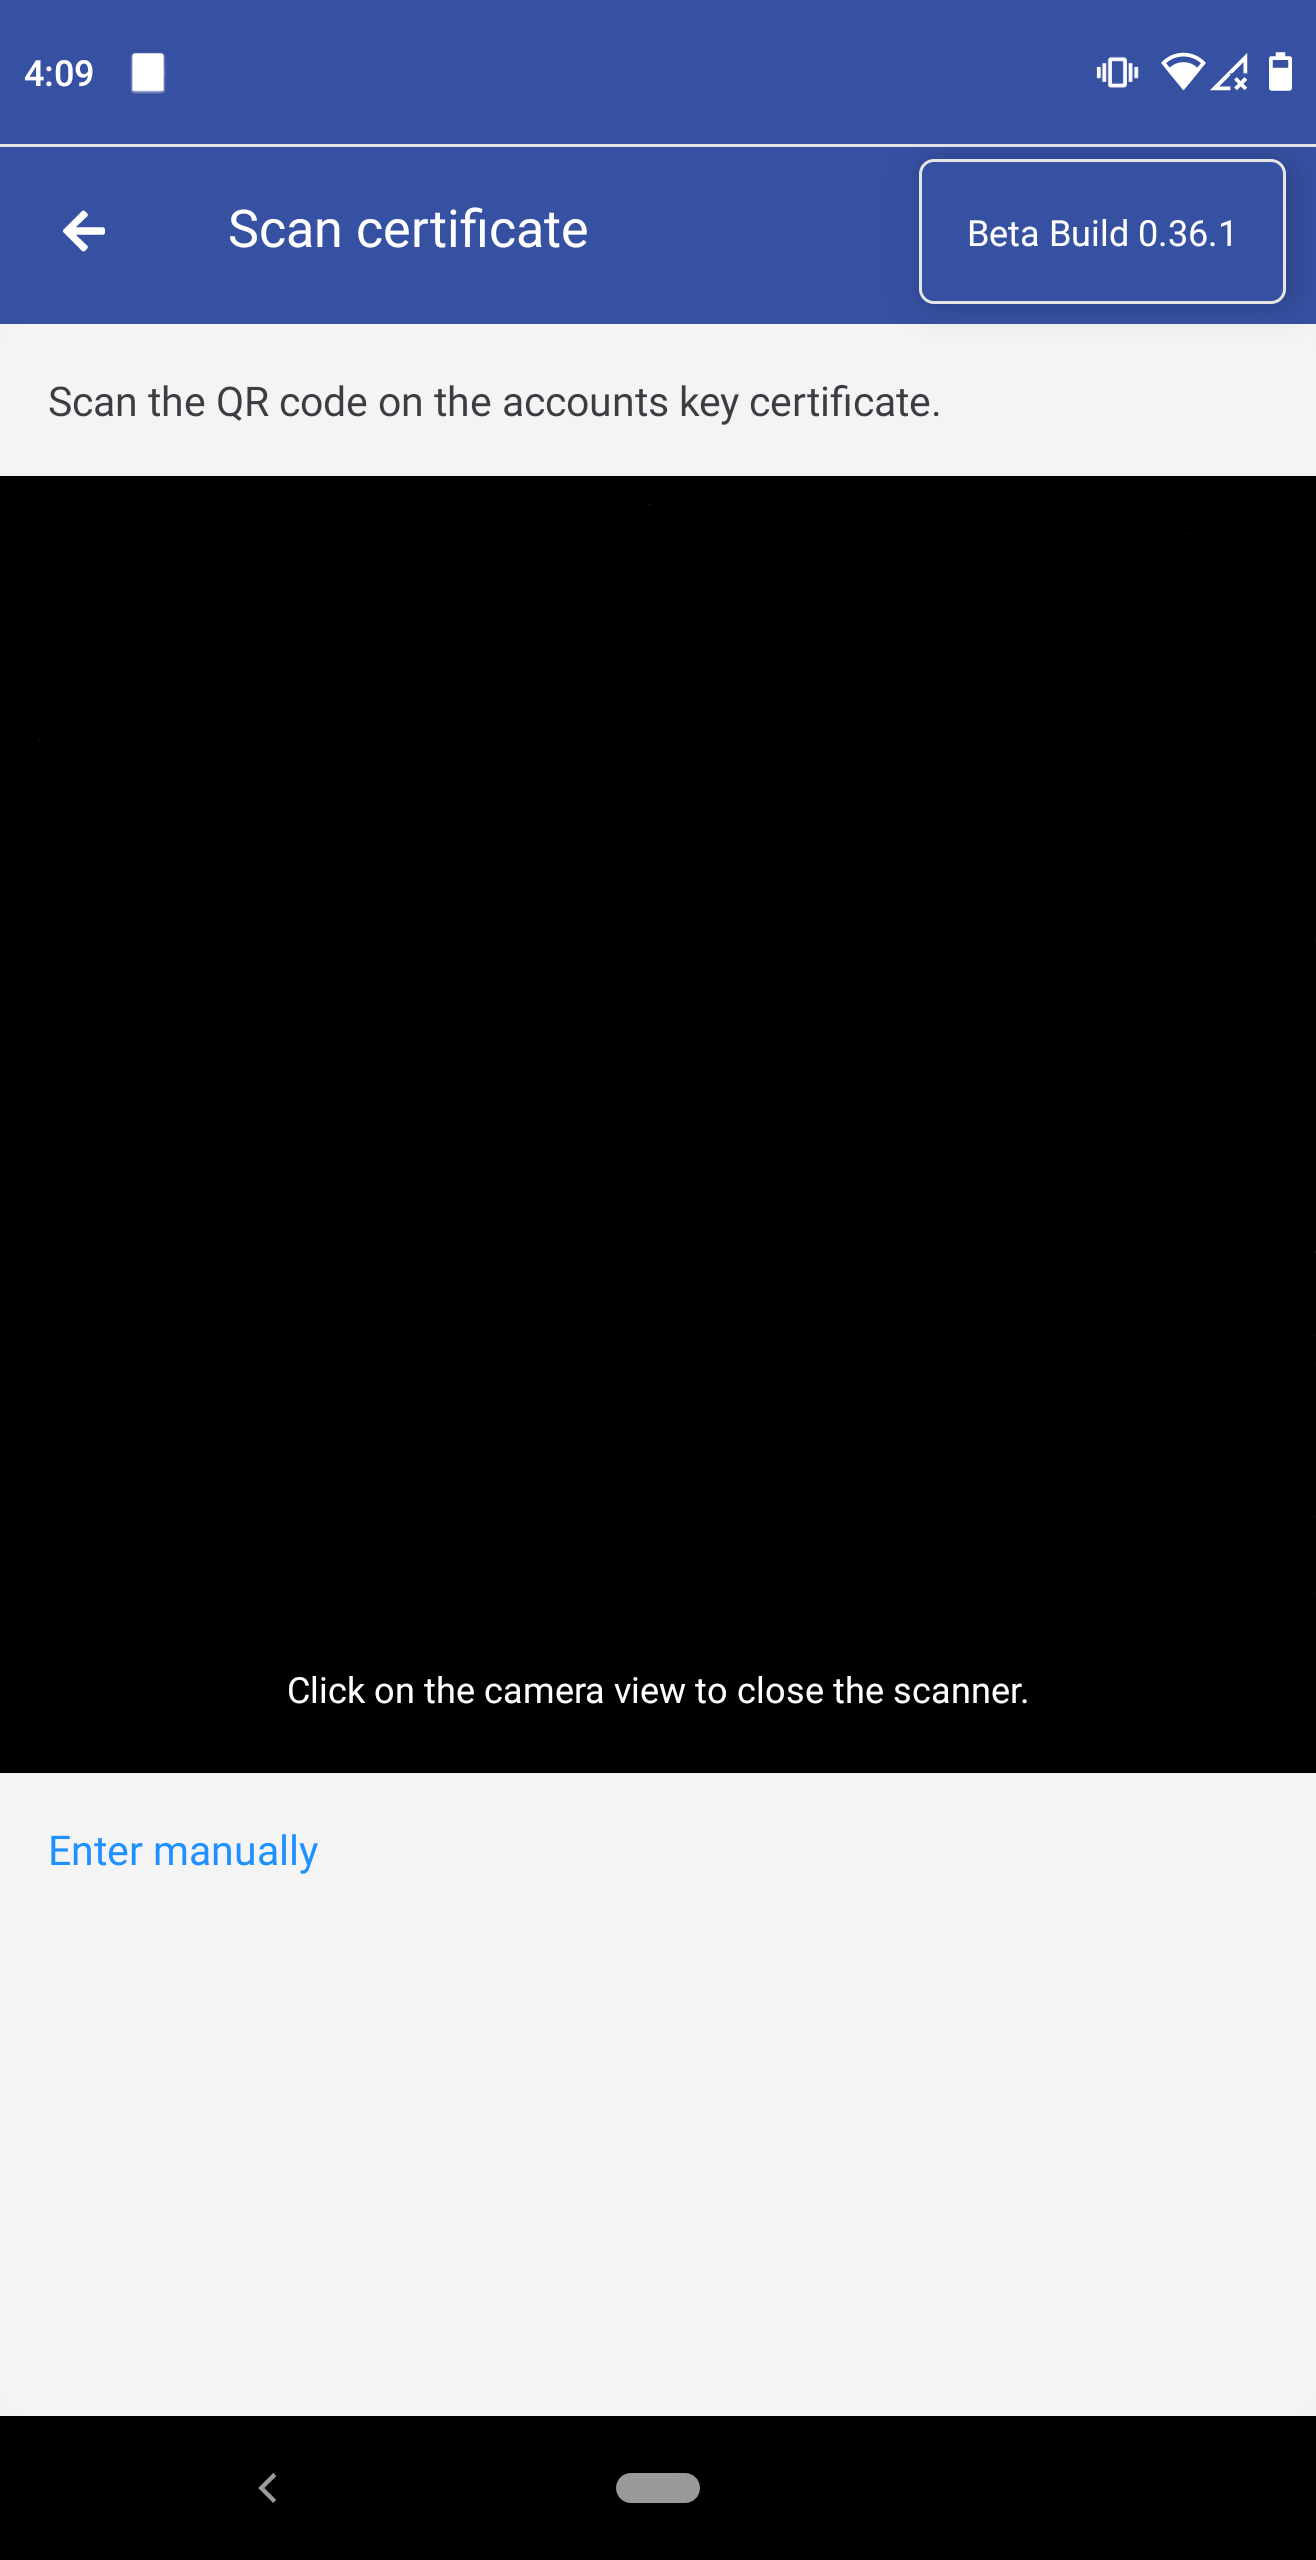 4:09
Scan certificate
Beta Build 0.36.1
Scan the QR code on the accounts key certificate.
Click on the camera view to close the scanner.
Enter manually